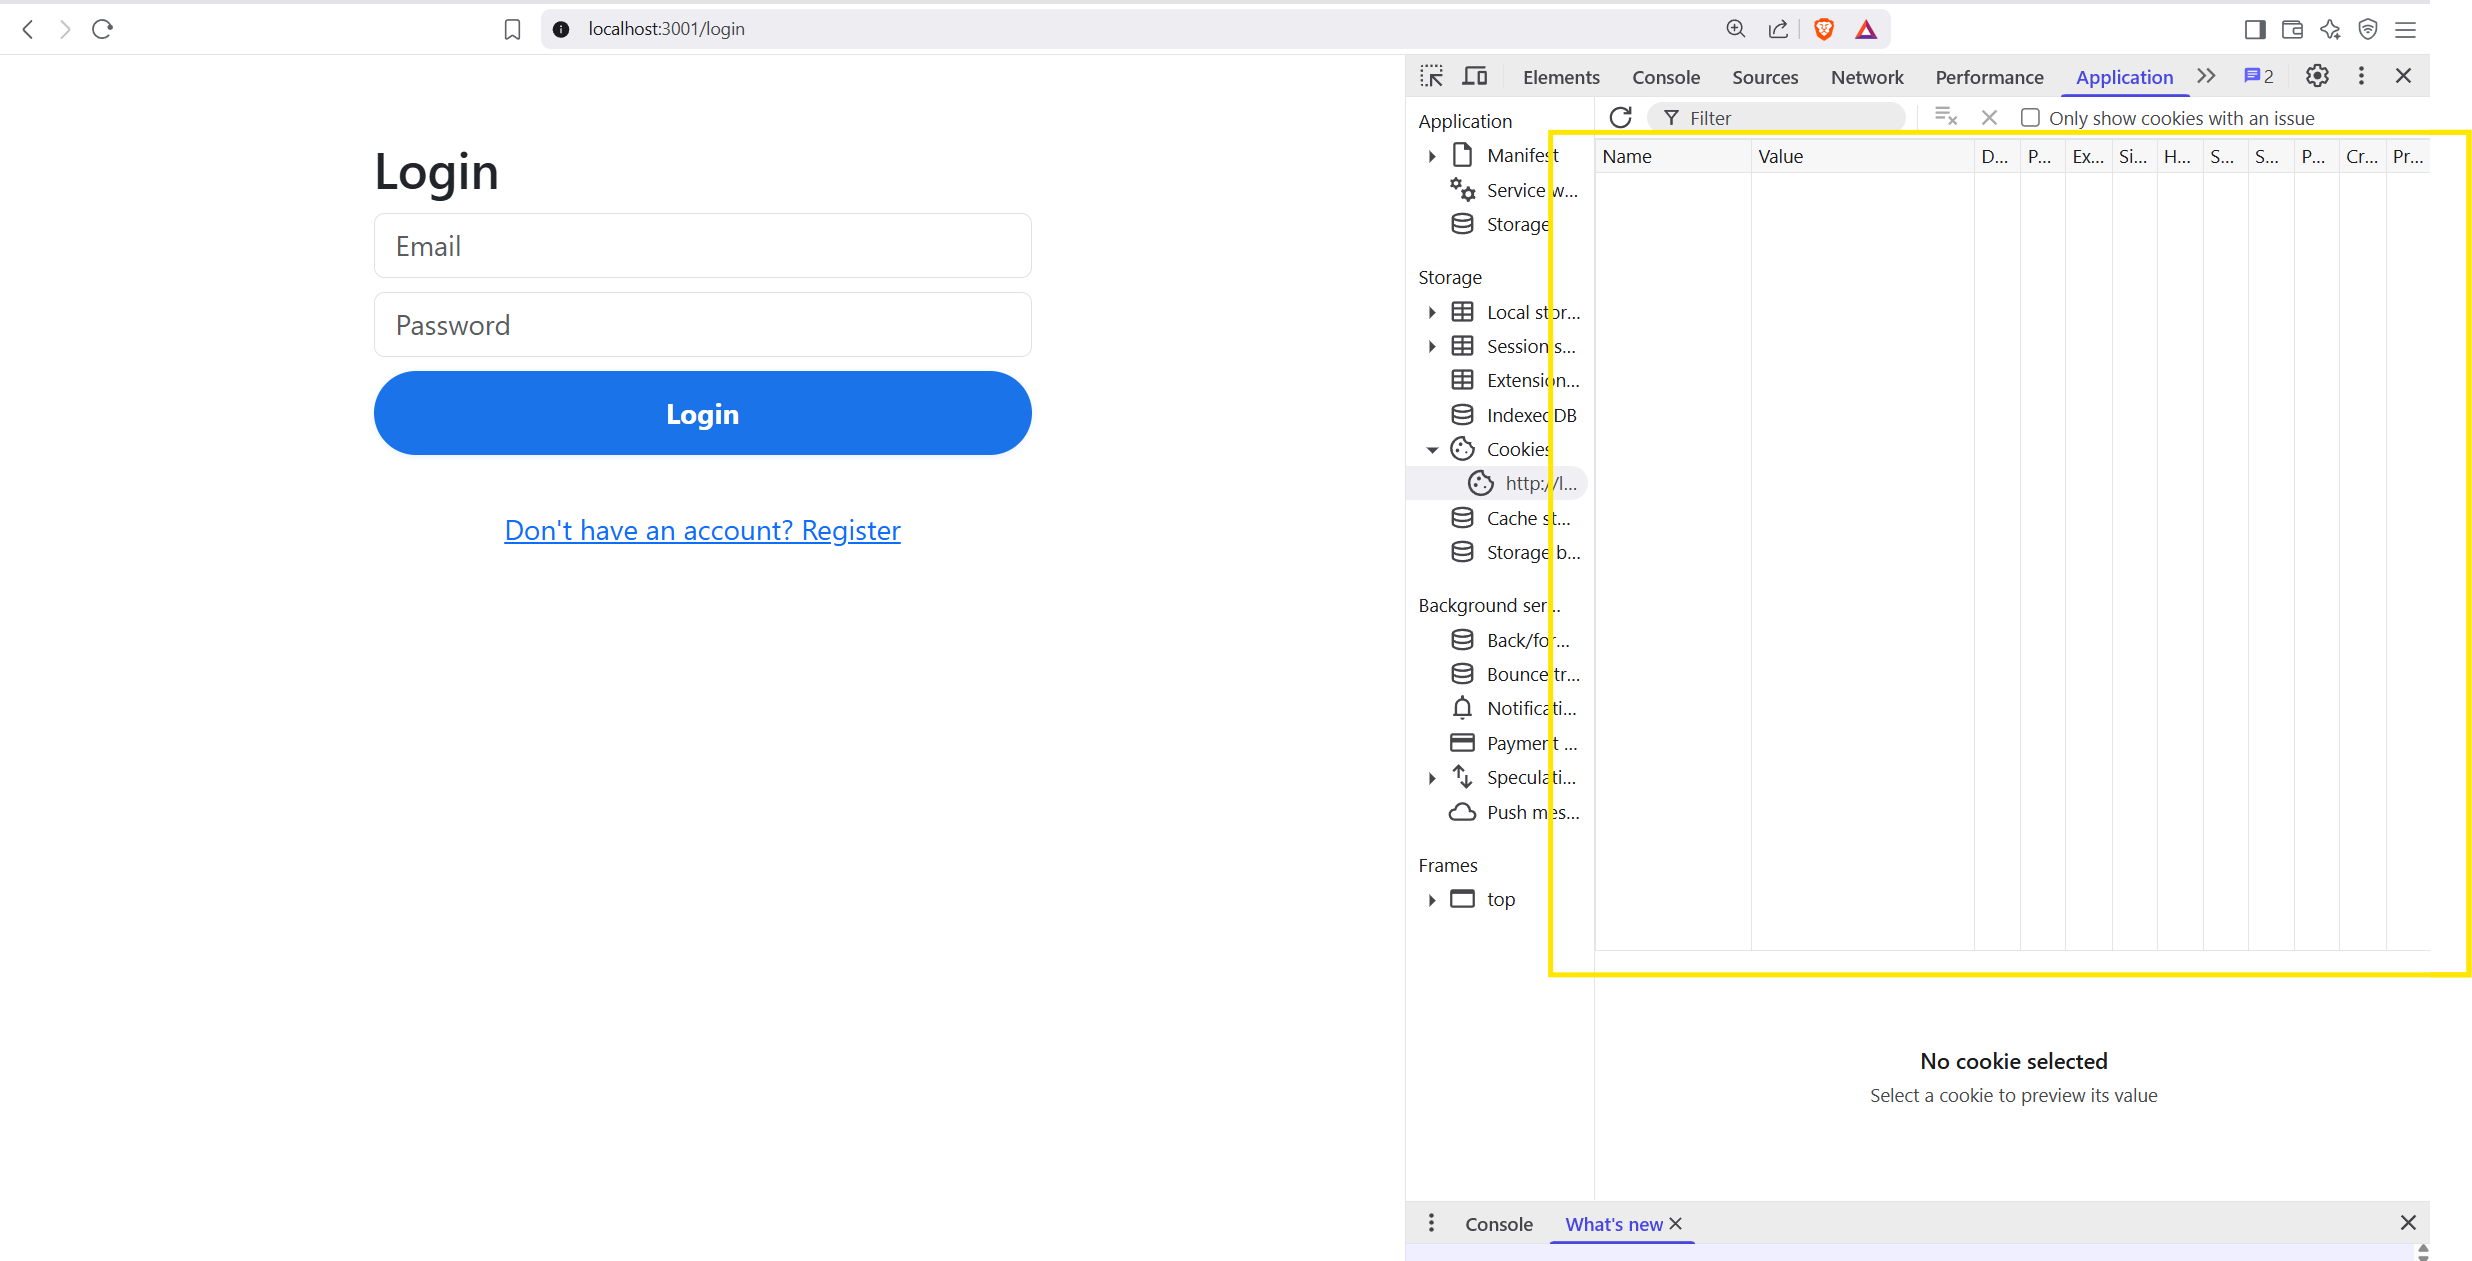 localhost:3001/login
Elements Console Sources Network Performance Application 2
Login
Email
Password
Login
Don't have an account? Register
Application
Manifest
Service w...
Storage
Storage
Local stor...
Session s...
Extension...
IndexedDB
Cookies
http://l...
Cache st...
Storage b...
Background ser...
Back/for...
Bounce tr...
Notificati...
Payment ...
Speculati...
Push mes...
Frames
top
Filter
Only show cookies with an issue
Name Value D... P... Ex... Si... H... S... S... P... Cr... Pr...
No cookie selected
Select a cookie to preview its value
Console What's new